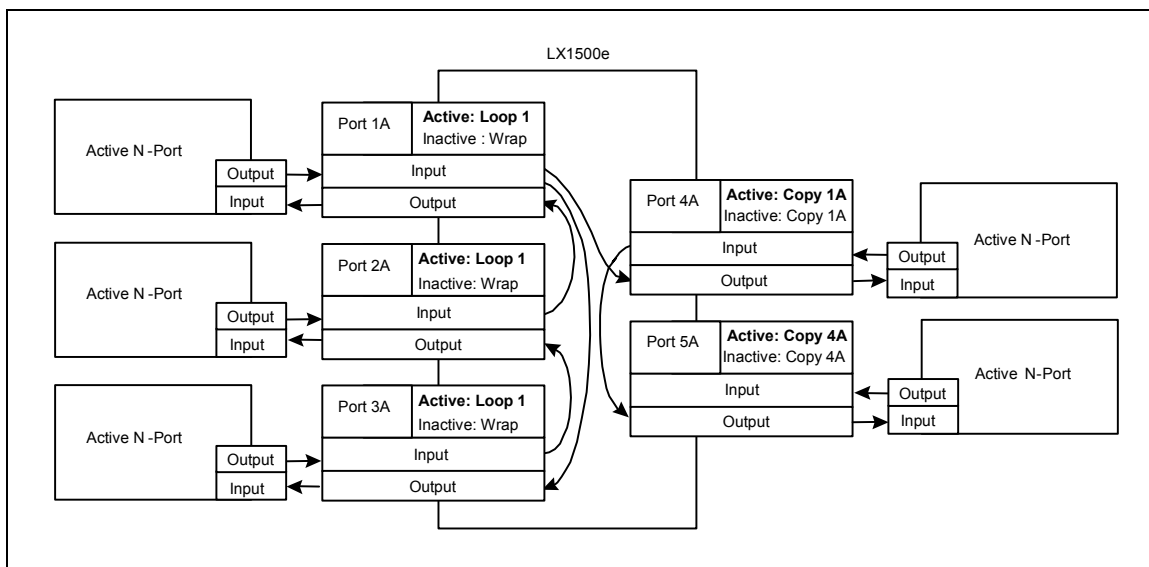 LX1500e
Active N -Port
Output
Input
Port 1A
Active: Loop 1
Inactive : Wrap
Input
Output
Active N -Port
Output
Input
Port 2A
Active: Loop 1
Inactive: Wrap
Input
Output
Active N -Port
Output
Input
Port 3A
Active: Loop 1
Inactive: Wrap
Input
Output
Port 4A
Active: Copy 1A
Inactive: Copy 1A
Input
Output
Active N -Port
Output
Input
Port 5A
Active: Copy 4A
Inactive: Copy 4A
Input
Output
Active N-Port
Output
Input